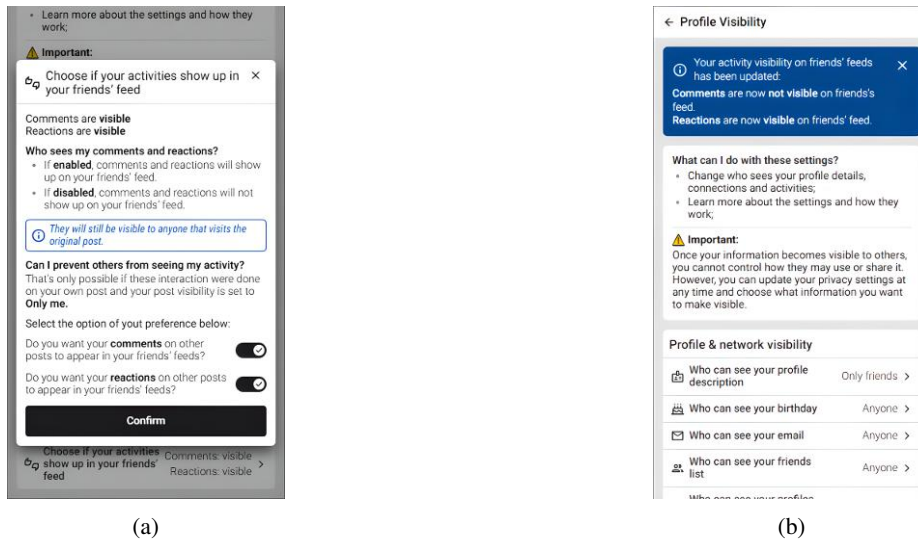 Learn more about the settings and how they
work;
Important:
Choose if your activities show up in
your friends' feed
Comments are visible
Reactions are visible
Who sees my comments and reactions?
If enabled, comments and reactions will show
up on your friends' feed.
If disabled, comments and reactions will not
show up on your friends' feed.
They will still be visible to anyone that visits the
original post.
Can I prevent others from seeing my activity?
That's only possible if these interaction were done
on your own post and your post visibility is set to
Only me.
Select the option of yout preference below:
Do you want your comments on other
posts to appear in your friends' feeds?
Do you want your reactions on other posts
to appear in your friends' feeds?
Confirm
Choose if your activities
show up in your friends'
feed
Comments: visible
Reactions: visible
(a)
Profile Visibility
Your activity visibility on friends' feeds
has been updated:
Comments are now not visible on friends's
feed.
Reactions are now visible on friends' feed.
What can I do with these settings?
Change who sees your profile details,
connections and activities;
Learn more about the settings and how they
work;
Important:
Once your information becomes visible to others,
you cannot control how they may use or share it.
However, you can update your privacy settings at
any time and choose what information you want
to make visible.
Profile & network visibility
Who can see your profile
description
Only friends
Who can see your birthday Anyone
Who can see your email Anyone
Who can see your friends
list
Anyone
(b)